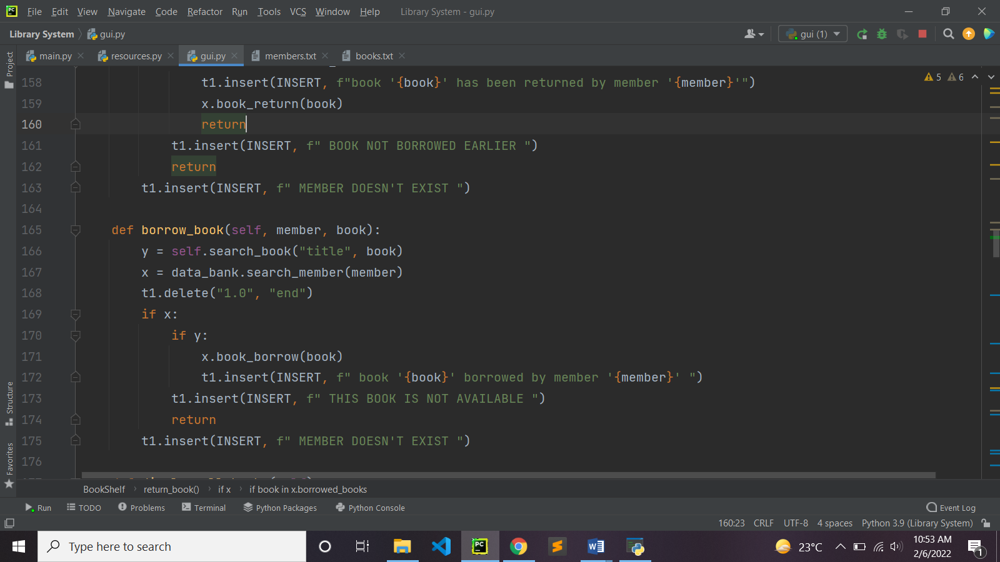 PC File Edit View Navigate Code Refactor Run Tools VCS Window Help Library System - gui.py
Library System gui.py gui (1)
main.py resources.py gui.py members.txt books.txt
Project
158 t1.insert(INSERT, f"book '{book}' has been returned by member '{member}'")
5 6
159 x.book_return(book)
160 return
161 t1.insert(INSERT, f" BOOK NOT BORROWED EARLIER ")
162 return
163 t1.insert(INSERT, f" MEMBER DOESN'T EXIST ")
164
165 def borrow_book(self, member, book):
166 y = self.search_book("title", book)
167 x = data_bank.search_member(member)
168 t1.delete("1.0", "end")
169 if x:
170 if y:
171 x.book_borrow(book)
172 t1.insert(INSERT, f" book '{book}' borrowed by member '{member}' ")
173 t1.insert(INSERT, f" THIS BOOK IS NOT AVAILABLE ")
174 return
175 t1.insert(INSERT, f" MEMBER DOESN'T EXIST ")
176
Structure
Favorites
BookShelf return_book() if x if book in x.borrowed_books
Run TODO Problems Terminal Python Packages Python Console Event Log
160:23 CRLF UTF-8 4 spaces Python 3.9 (Library System)
Type here to search PC 23°C 10:53 AM
2/6/2022 1